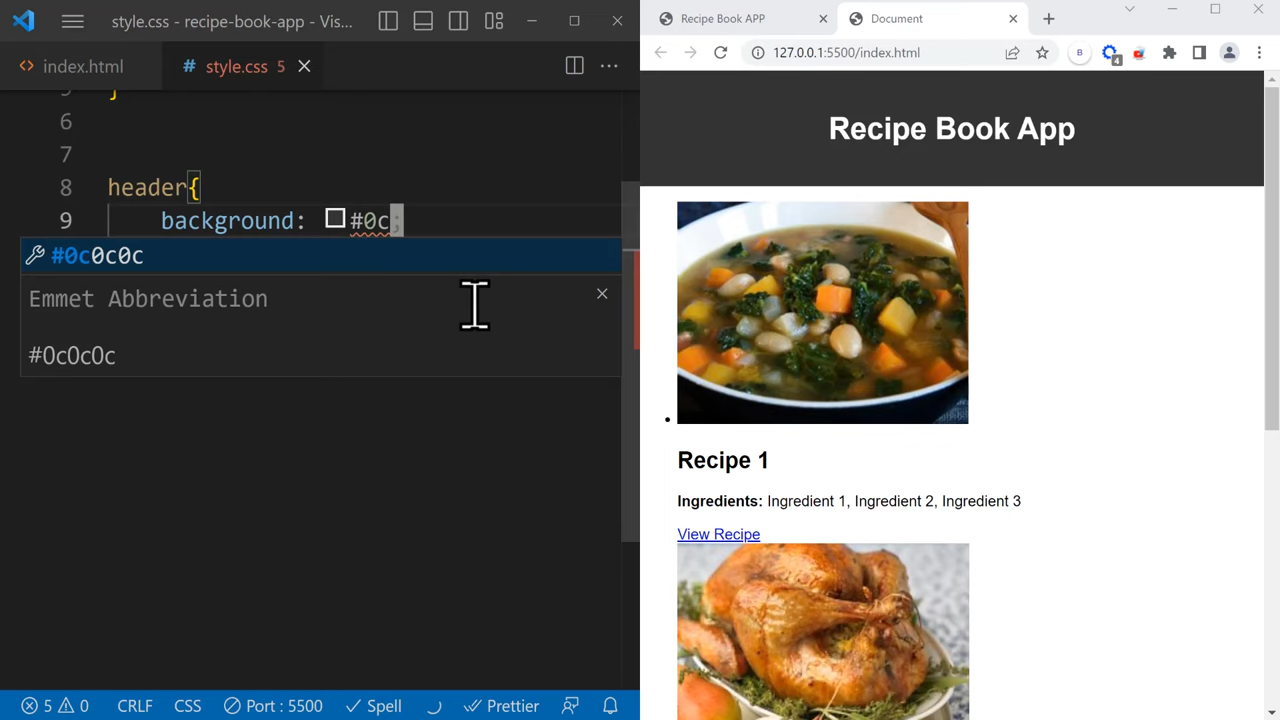 style.css - recipe-book-app - Vis...
index.html
# style.css 5
5
}
6
7
8 header{
9 background: #0c;
#0c0c0c
Emmet Abbreviation
#0c0c0c
5 0
CRLF
CSS
Port : 5500
Spell
Prettier
Recipe Book APP
Document
127.0.0.1:5500/index.html
B
4
Recipe Book App
Recipe 1
Ingredients: Ingredient 1, Ingredient 2, Ingredient 3
View Recipe